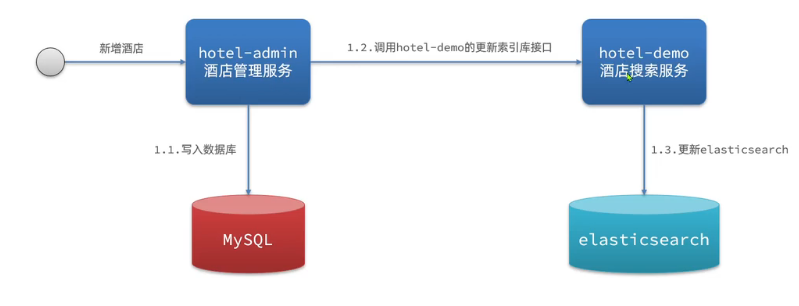 新增酒店
hotel-admin
酒店管理服务
1.2.调用hotel-demo的更新索引库接口
hotel-demo
酒店搜索服务
1.1.写入数据库
1.3.更新elasticsearch
MySQL
elasticsearch